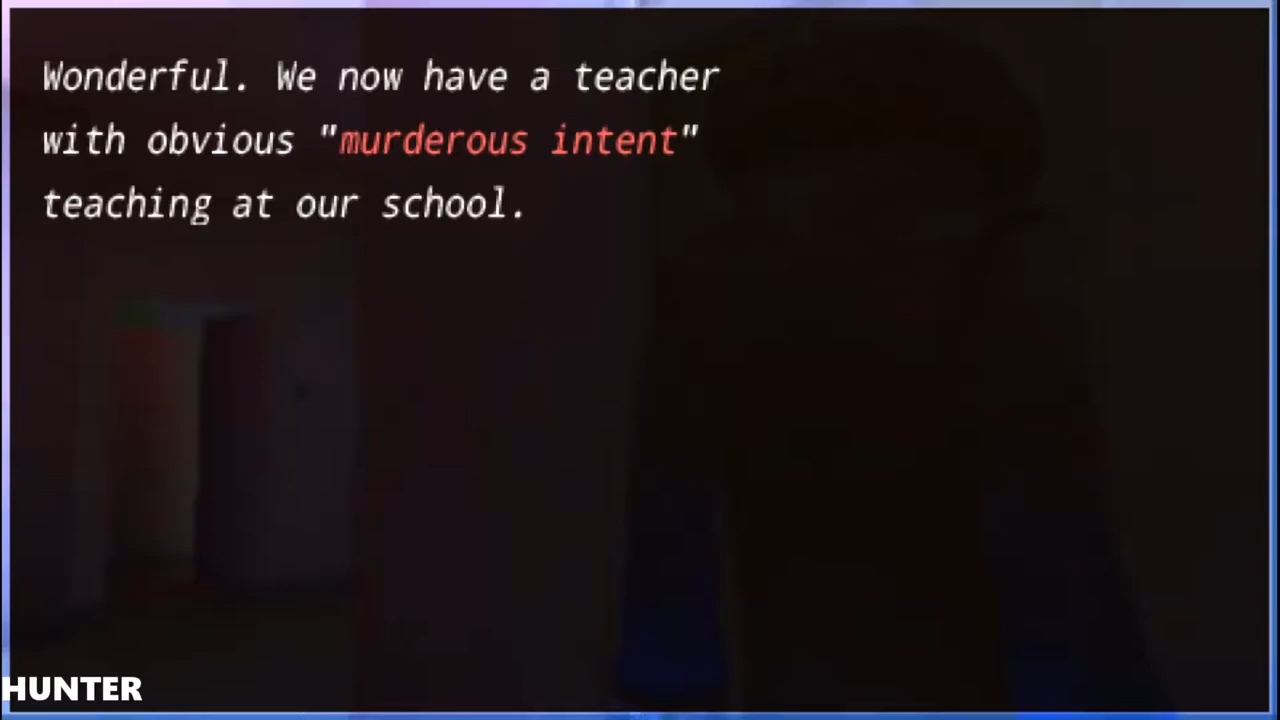 Wonderful. We now have a teacher
with obvious "murderous intent"
teaching at our school.
HUNTER